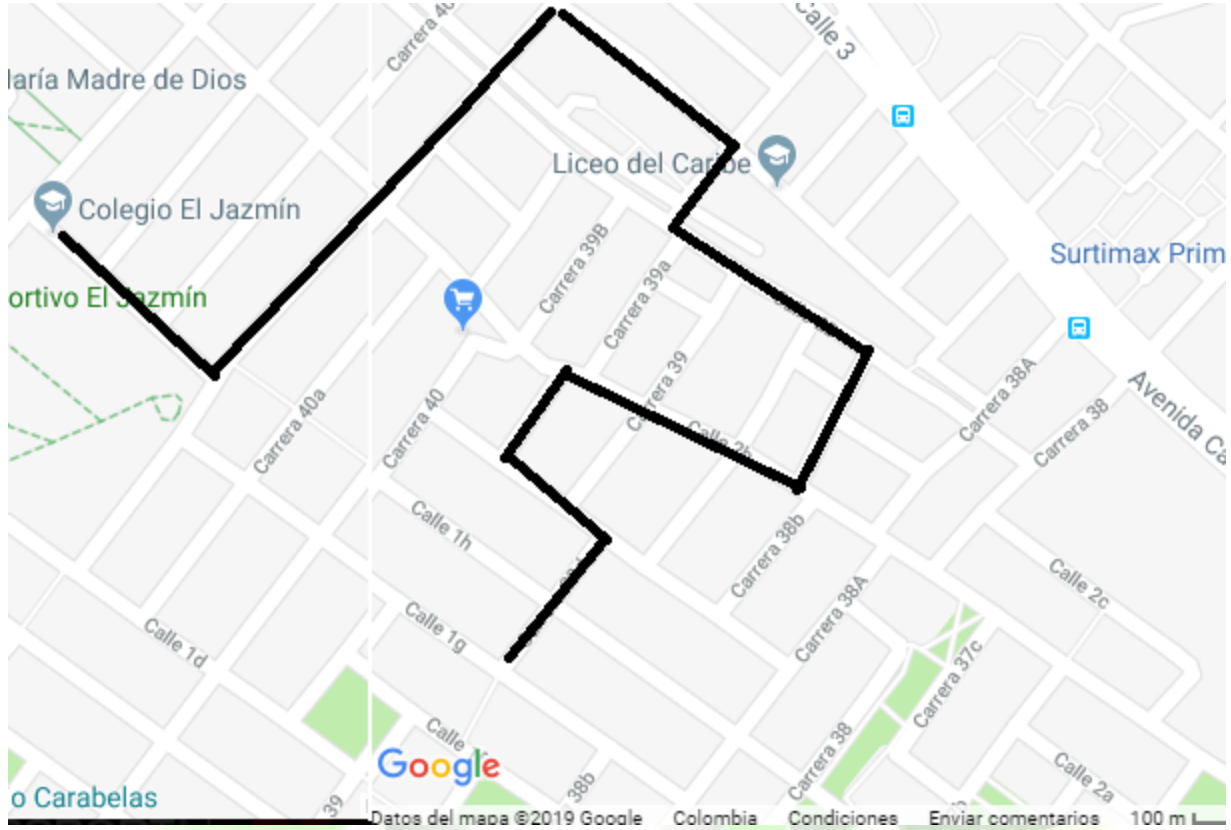 Carrera 40
Calle 3
laría Madre de Dios
Liceo del Caribe
Colegio El Jazmín
Surtimax Prim
ortivo El Jazmín
Carrera 39B
Carrera 39a
Carrera 39
Carrera 38A
Carrera 38
Avenida Ca
Carrera 40a
Carrera 40
Calle 2b
Calle 1h
Carrera 38b
Carrera 38A
Calle 2c
Calle 1g
Calle 1d
Carrera 37c
Carrera 38
Calle
Google
38b
Calle 2a
o Carabelas
39
Datos del mapa ©2019 Google Colombia Condiciones Enviar comentarios 100 m